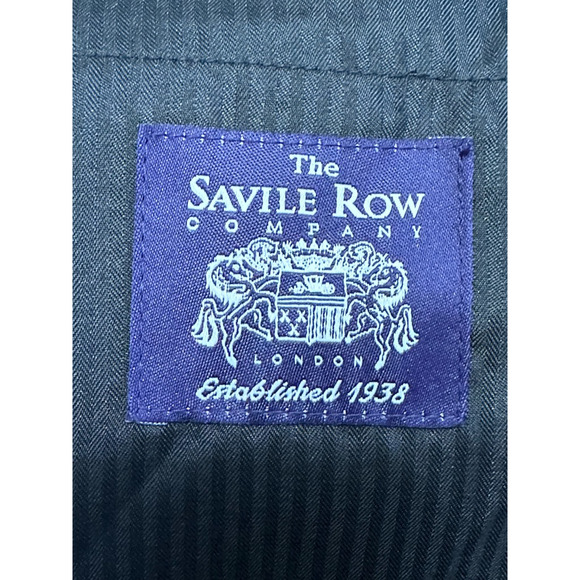 The
SAVILE ROW
COMPANY
LONDON
Established 1938